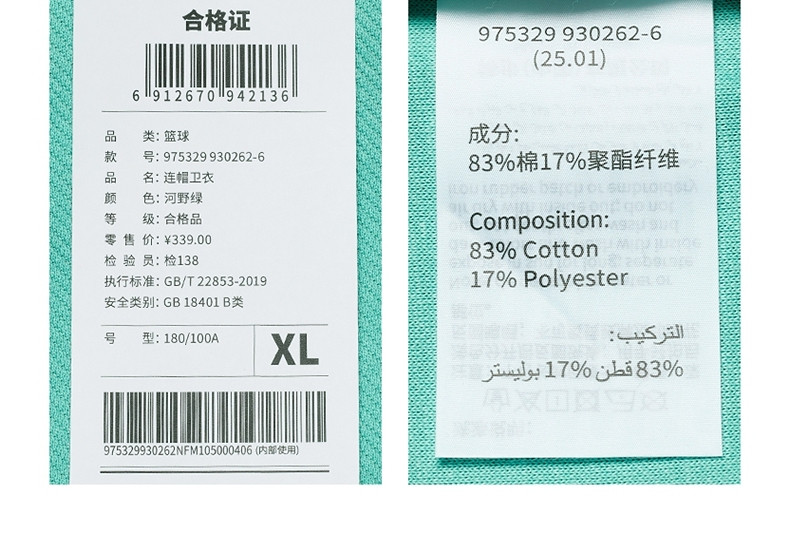 合格证
6 912670 942136
品 类: 篮球
款 号: 975329 930262-6
品 名: 连帽卫衣
颜 色: 河野绿
等 级: 合格品
零 售 价: ¥339.00
检 验 员: 检138
执行标准: GB/T 22853-2019
安全类别: GB 18401 B类
号 型: 180/100A
XL
975329930262NFM105000406 (内部使用)
975329 930262-6
(25.01)
成分:
83%棉17%聚酯纤维
Composition:
83% Cotton
17% Polyester
التركيب:
83% قطن 17% بوليستر